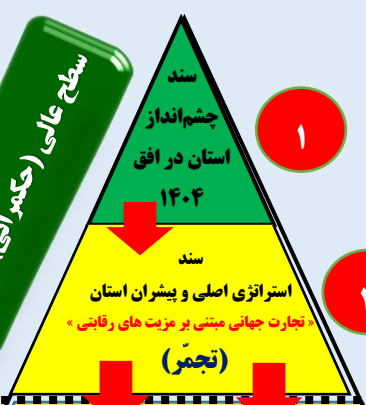 سطح عالی (حکمرانی)
سند
چشم‌انداز
استان در افق
۱۴۰۴
۱
سند
استراتژی اصلی و پیشران استان
« تجارت جهانی مبتنی بر مزیت های رقابتی »
(تجمّر)